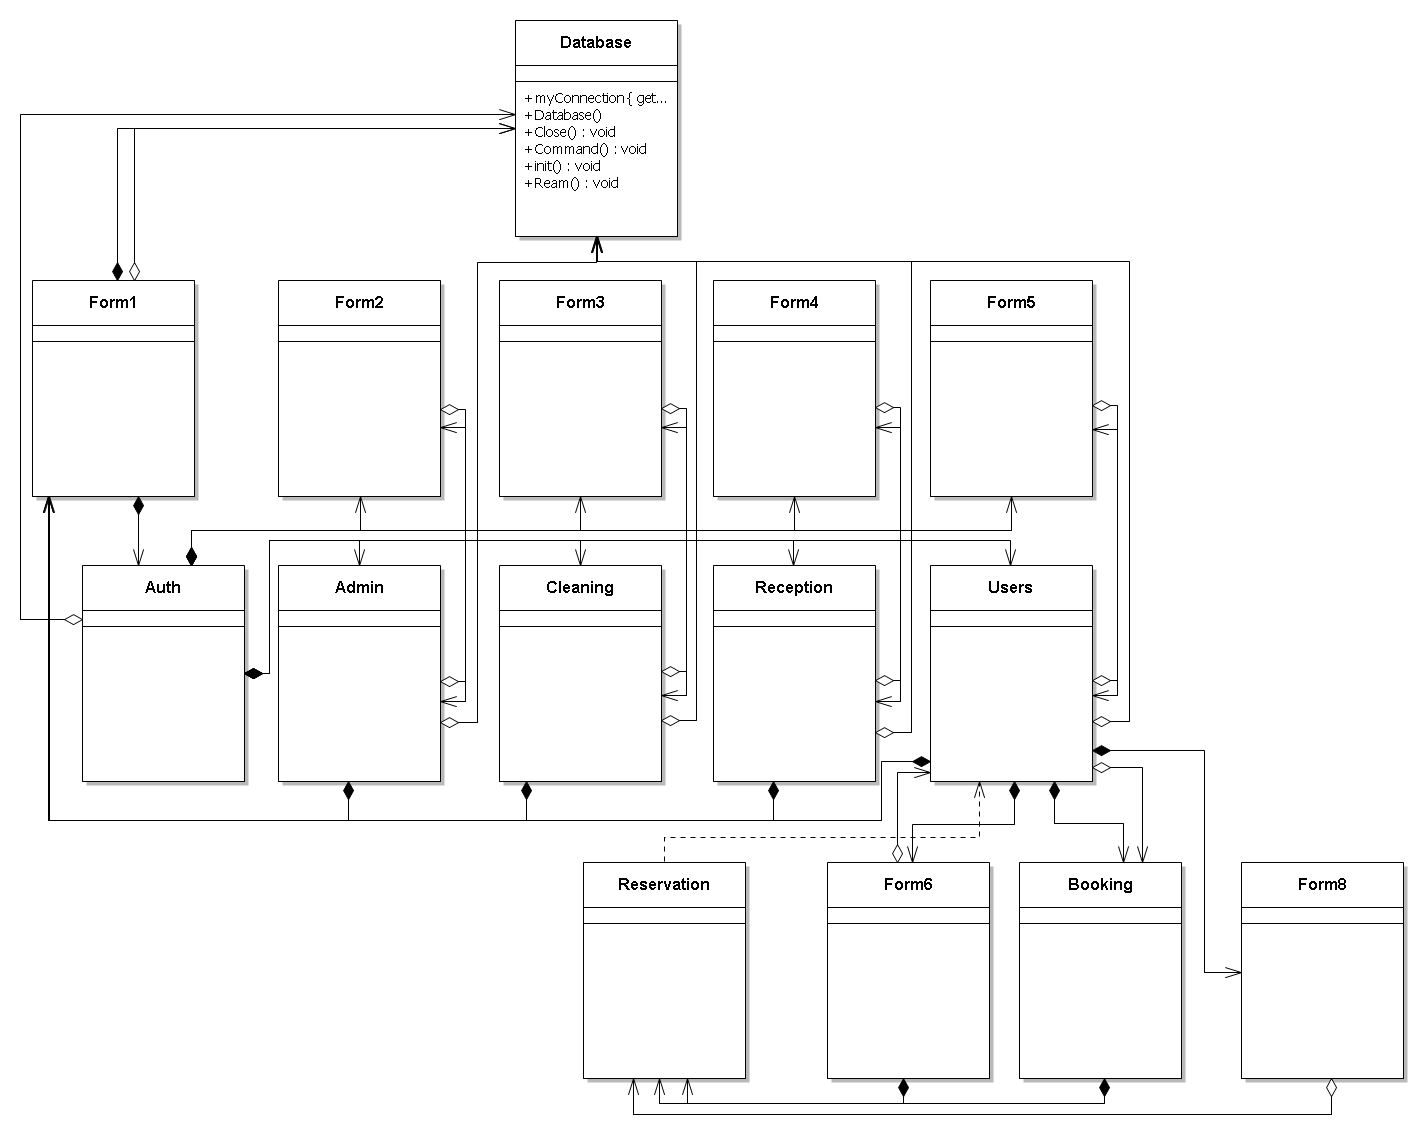 Database
+myConnection{ get...
+Database()
+Close() : void
+Command() : void
+init() : void
+Ream() : void
Form1
Form2
Form3
Form4
Form5
Auth
Admin
Cleaning
Reception
Users
Reservation
Form6
Booking
Form8